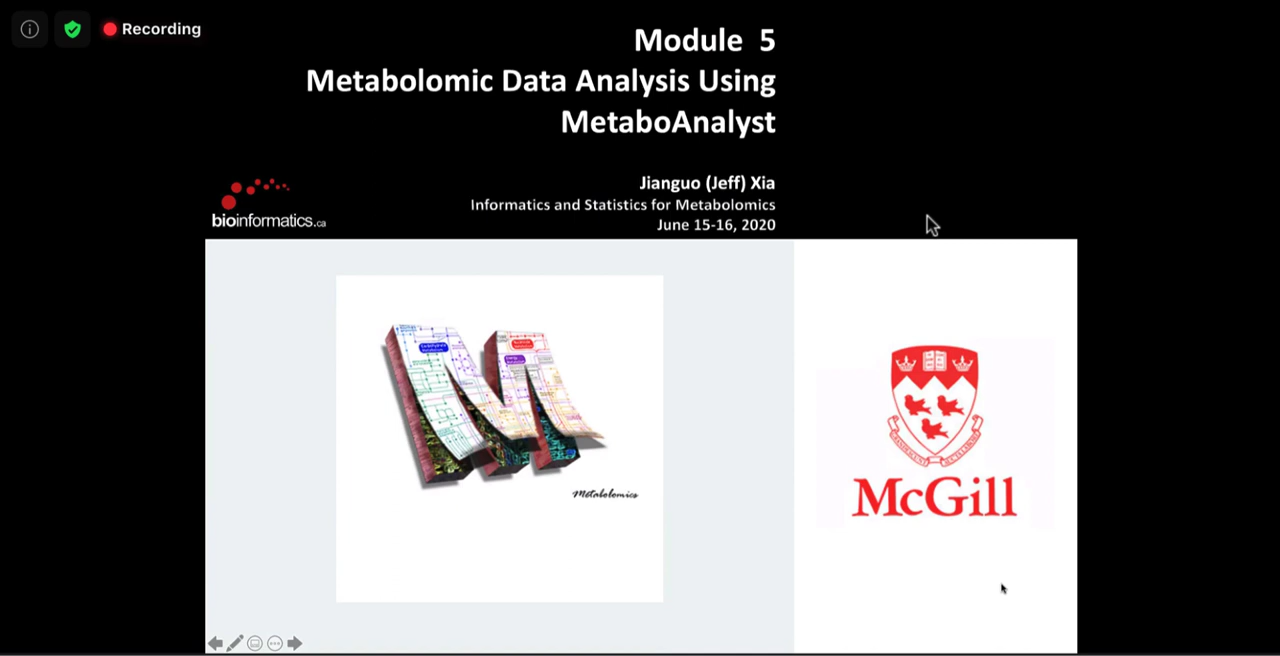 Recording
Module 5
Metabolomic Data Analysis Using
MetaboAnalyst
Jianguo (Jeff) Xia
Informatics and Statistics for Metabolomics
June 15-16, 2020
bioinformatics.ca
Metabolomics
McGill